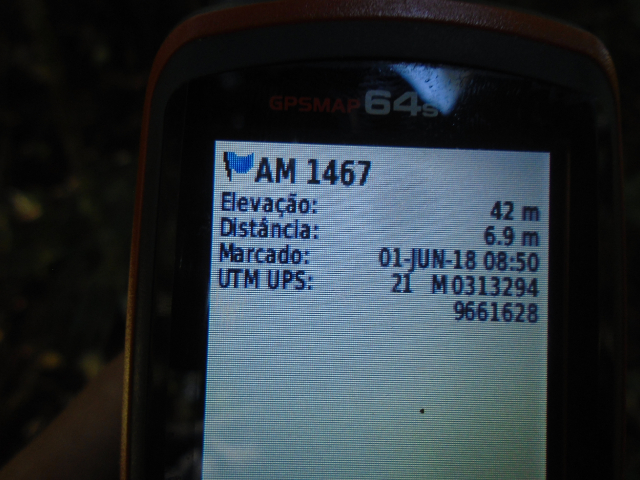 GPSMAP 64s
AM 1467
Elevação: 42 m
Distância: 6.9 m
Marcado: 01-JUN-18 08:50
UTM UPS: 21 M 0313294
9661628